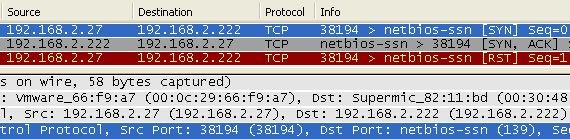 Source Destination Protocol Info
192.168.2.27 192.168.2.222 TCP 38194 > netbios-ssn [SYN] Seq=0
192.168.2.222 192.168.2.27 TCP netbios-ssn > 38194 [SYN, ACK]
192.168.2.27 192.168.2.222 TCP 38194 > netbios-ssn [RST] Seq=1
s on wire, 58 bytes captured)
: Vmware_66:f9:a7 (00:0c:29:66:f9:a7), Dst: Supermic_82:11:bd (00:30:48
l, Src: 192.168.2.27 (192.168.2.27), Dst: 192.168.2.222 (192.168.2.222)
trol Protocol, Src Port: 38194 (38194), Dst Port: netbios-ssn (139), Se